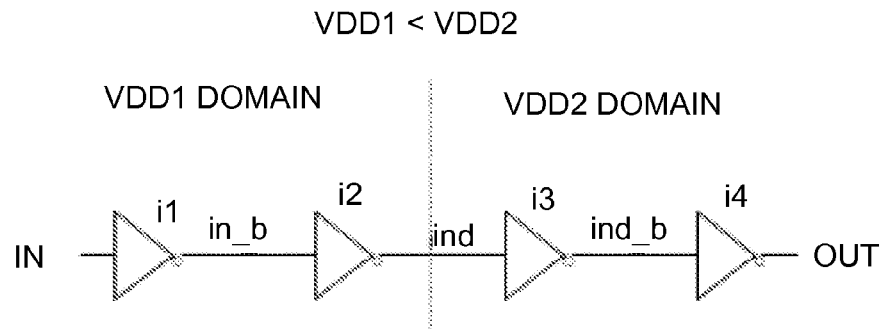 VDD1 < VDD2
VDD1 DOMAIN
VDD2 DOMAIN
i1
i2
i3
i4
IN
in_b
ind
ind_b
OUT